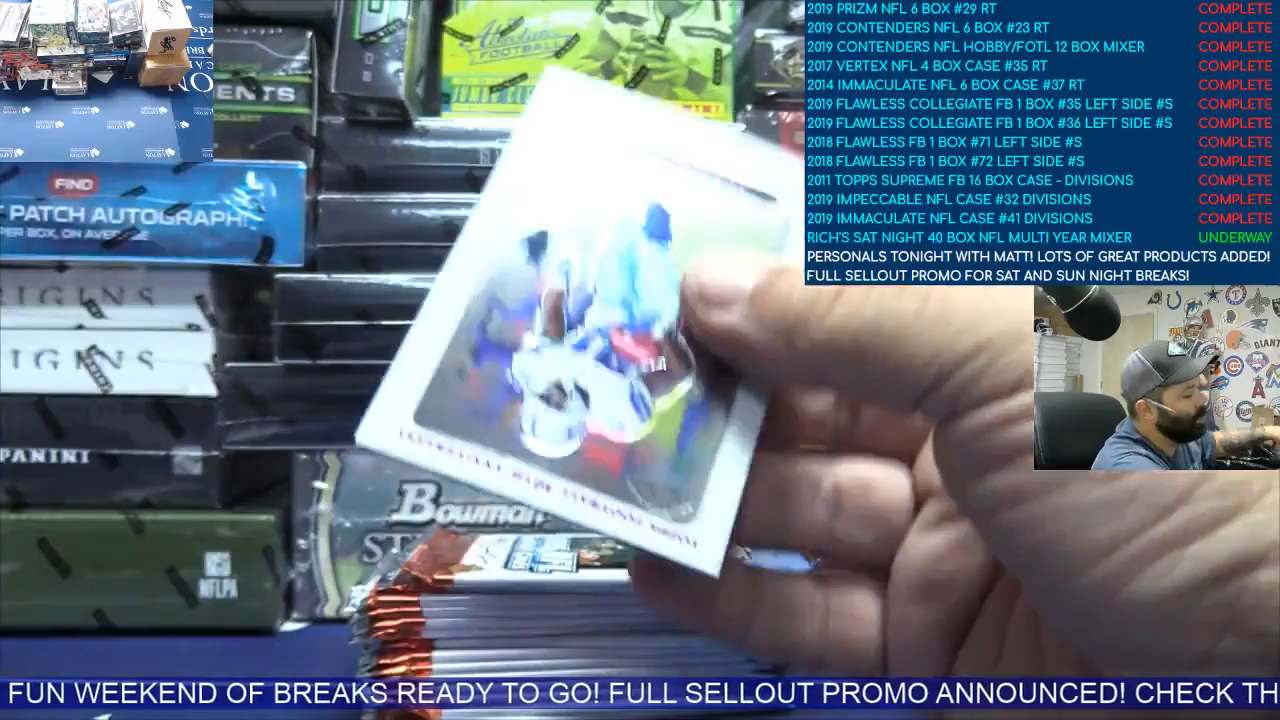 2019 PRIZM NFL 6 BOX #29 RT COMPLETE
2019 CONTENDERS NFL 6 BOX #23 RT COMPLETE
2019 CONTENDERS NFL HOBBY/FOTL 12 BOX MIXER COMPLETE
2017 VERTEX NFL 4 BOX CASE #35 RT COMPLETE
2014 IMMACULATE NFL 6 BOX CASE #37 RT COMPLETE
2019 FLAWLESS COLLEGIATE FB 1 BOX #35 LEFT SIDE #S COMPLETE
2019 FLAWLESS COLLEGIATE FB 1 BOX #36 LEFT SIDE #S COMPLETE
2018 FLAWLESS FB 1 BOX #71 LEFT SIDE #S COMPLETE
2018 FLAWLESS FB 1 BOX #72 LEFT SIDE #S COMPLETE
2011 TOPPS SUPREME FB 16 BOX CASE - DIVISIONS COMPLETE
2019 IMPECCABLE NFL CASE #32 DIVISIONS COMPLETE
2019 IMMACULATE NFL CASE #41 DIVISIONS COMPLETE
RICH'S SAT NIGHT 40 BOX NFL MULTI YEAR MIXER UNDERWAY
PERSONALS TONIGHT WITH MATT! LOTS OF GREAT PRODUCTS ADDED!
FULL SELLOUT PROMO FOR SAT AND SUN NIGHT BREAKS!
Absolute
FOOTBALL
ENTS
FIND
PATCH AUTOGRAPH!
PER BOX, ON AVERAGE
IGINS
IGINS
PANINI
Bowman
ST
NFLPA
GIANT
FUN WEEKEND OF BREAKS READY TO GO! FULL SELLOUT PROMO ANNOUNCED! CHECK TH